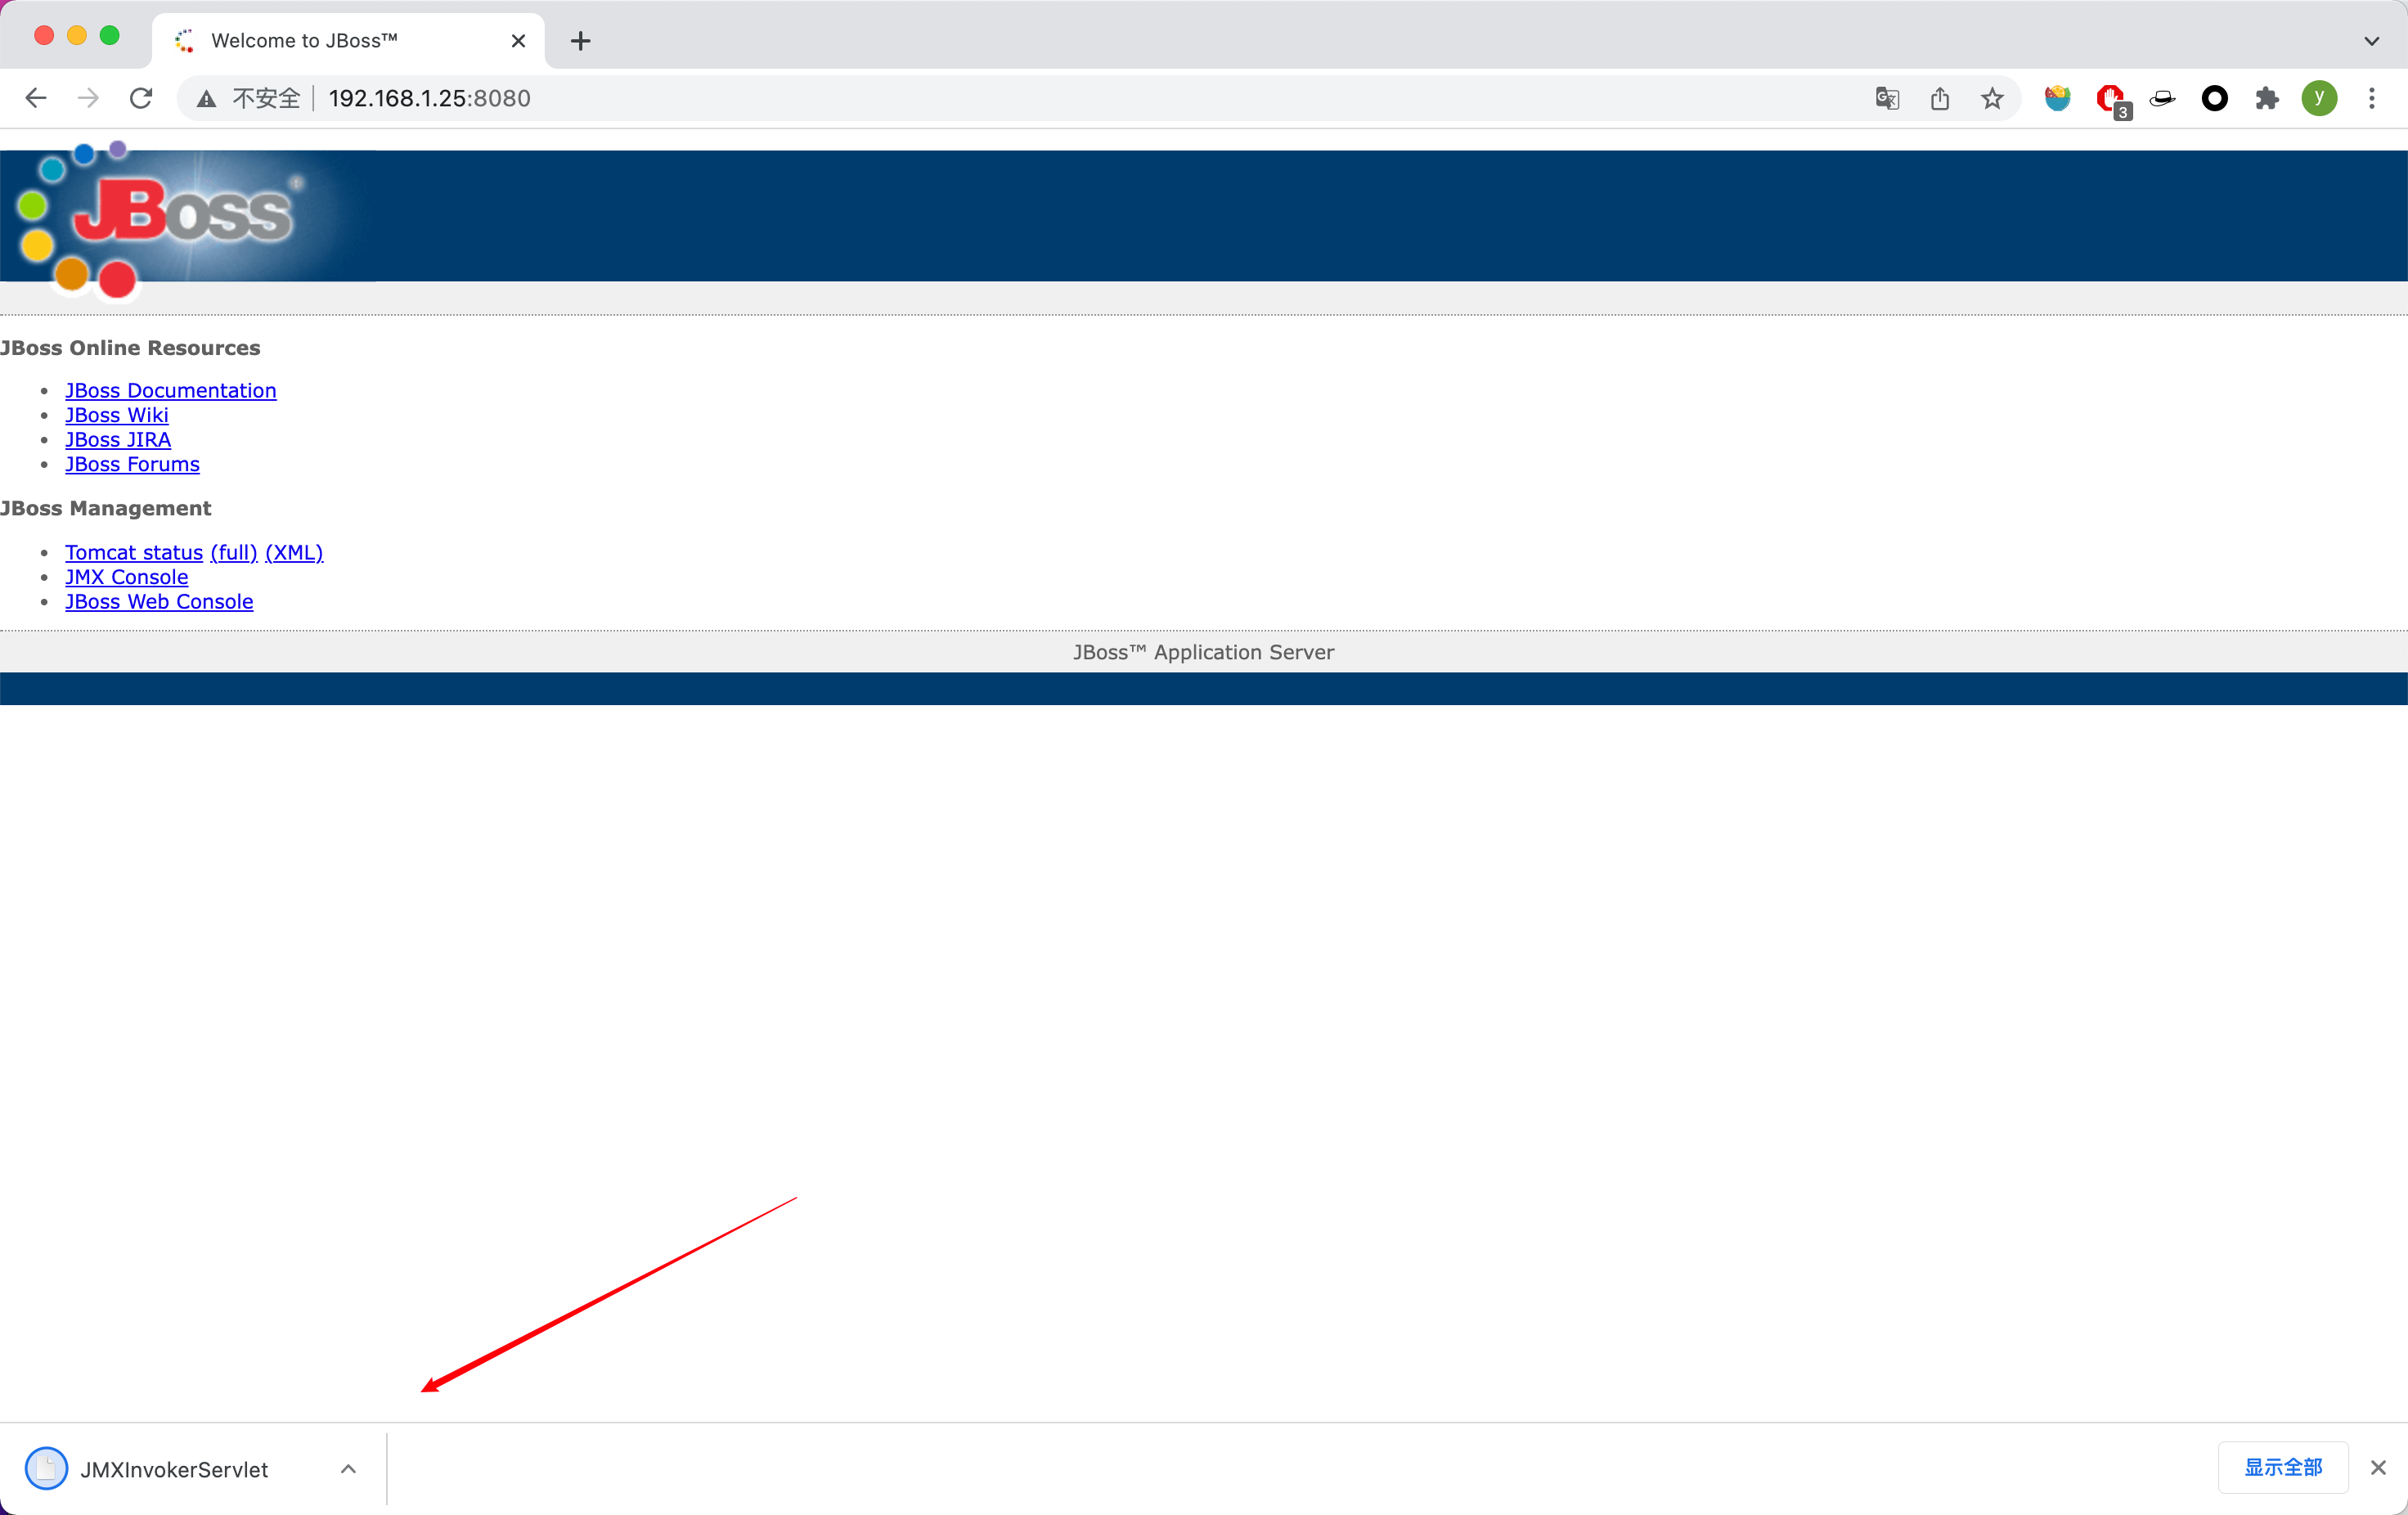 Welcome to JBoss™
不安全 192.168.1.25:8080
3
y
JBoss
JBoss Online Resources
JBoss Documentation
JBoss Wiki
JBoss JIRA
JBoss Forums
JBoss Management
Tomcat status (full) (XML)
JMX Console
JBoss Web Console
JBoss™ Application Server
JMXInvokerServlet
显示全部